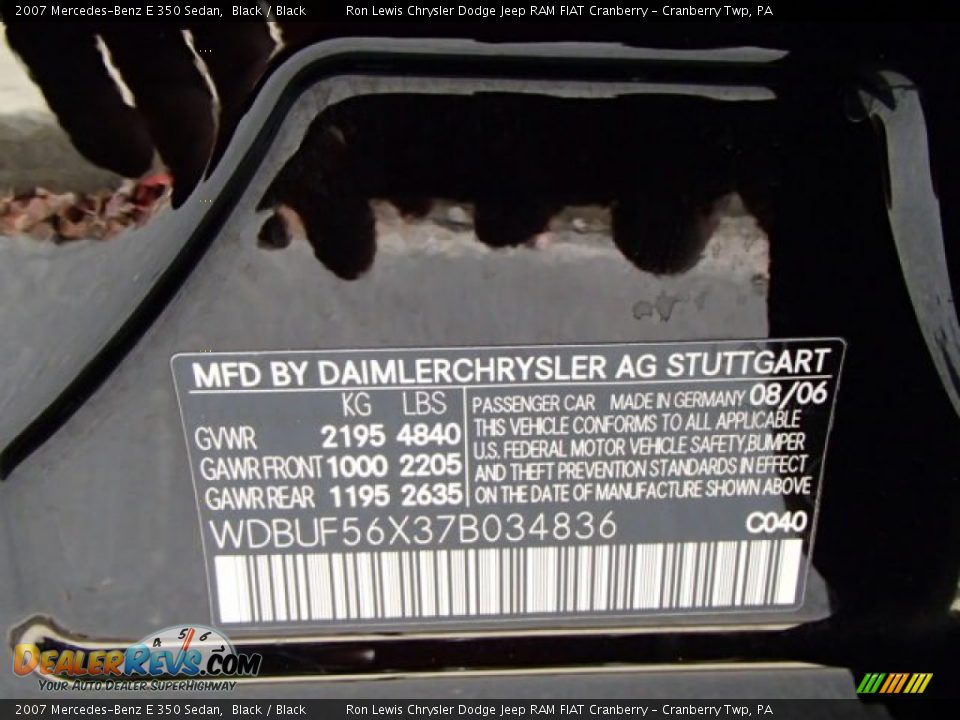 2007 Mercedes-Benz E 350 Sedan, Black / Black Ron Lewis Chrysler Dodge Jeep RAM FIAT Cranberry - Cranberry Twp, PA
MFD BY DAIMLERCHRYSLER AG STUTTGART
KG LBS
GVWR 2195 4840
GAWR FRONT 1000 2205
GAWR REAR 1195 2635
PASSENGER CAR MADE IN GERMANY 08/06
THIS VEHICLE CONFORMS TO ALL APPLICABLE
U.S. FEDERAL MOTOR VEHICLE SAFETY,BUMPER
AND THEFT PREVENTION STANDARDS IN EFFECT
ON THE DATE OF MANUFACTURE SHOWN ABOVE
WDBUF56X37B034836 C040
4 5 6
DEALERREVS.COM
YOUR AUTO DEALER SUPERHIGHWAY
2007 Mercedes-Benz E 350 Sedan, Black / Black Ron Lewis Chrysler Dodge Jeep RAM FIAT Cranberry - Cranberry Twp, PA